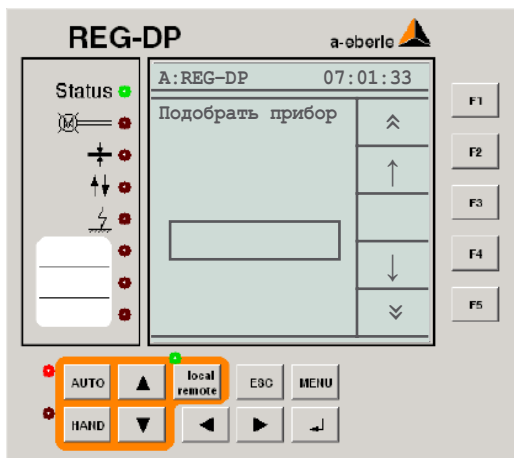 REG-DP
a-eberle
Status
A:REG-DP 07:01:33
Подобрать прибор
M
F1
F2
F3
F4
F5
AUTO
local
remote
ESC
MENU
HAND